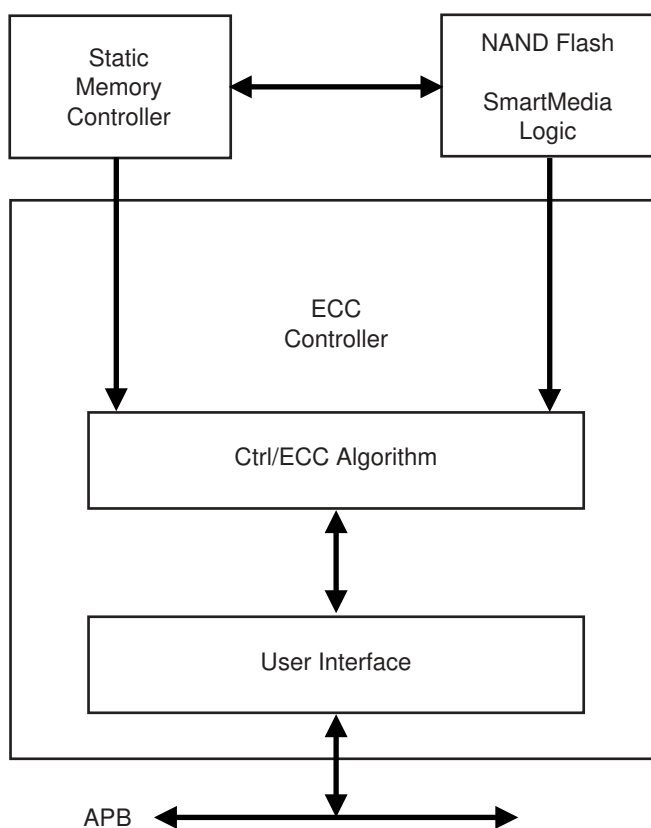 Static
Memory
Controller
NAND Flash
SmartMedia
Logic
ECC
Controller
Ctrl/ECC Algorithm
User Interface
APB